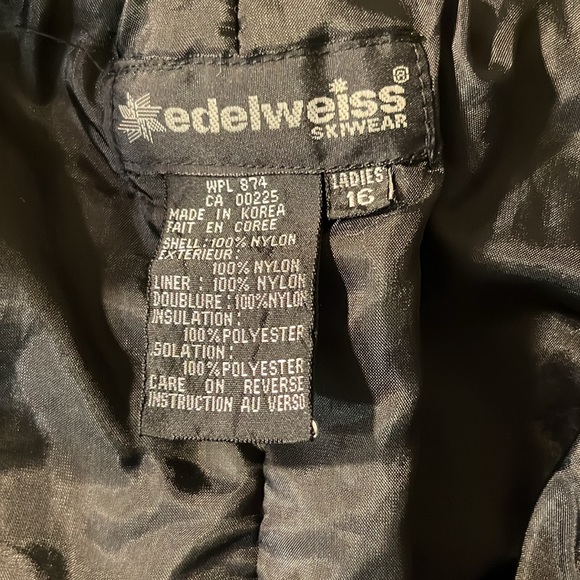 edelweiss®
SKIWEAR
LADIES
16
WPL 874
CA 00225
MADE IN KOREA
FAIT EN COREE
SHELL:100% NYLON
EXTERIEUR:
100% NYLON
LINER: 100% NYLON
DOUBLURE:100%NYLON
INSULATION:
100%POLYESTER
ISOLATION:
100%POLYESTER
CARE ON REVERSE
INSTRUCTION AU VERSO